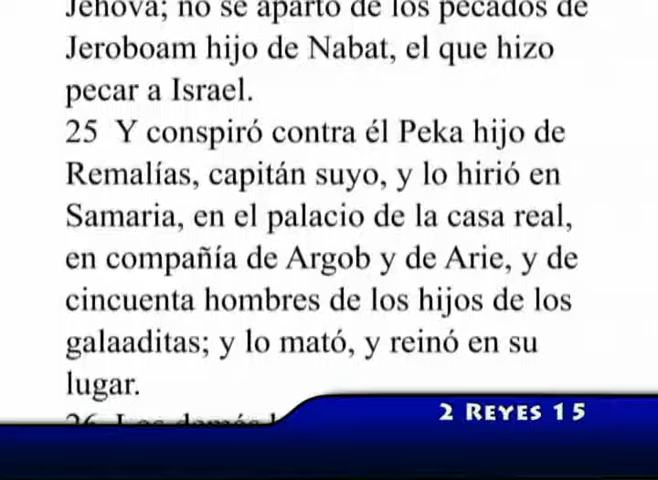 Jehová; no se apartó de los pecados de
Jeroboam hijo de Nabat, el que hizo
pecar a Israel.
25 Y conspiró contra él Peka hijo de
Remalías, capitán suyo, y lo hirió en
Samaria, en el palacio de la casa real,
en compañía de Argob y de Arie, y de
cincuenta hombres de los hijos de los
galaaditas; y lo mató, y reinó en su
lugar.
26 Los demás
2 REYES 15